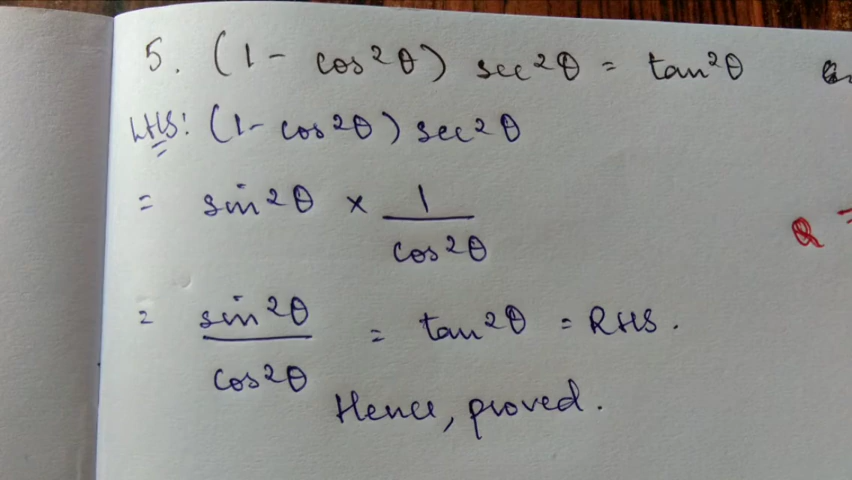 5. (1 - cos²θ) sec²θ = tan²θ
LHS: (1 - cos²θ) sec²θ
= sin²θ × 1/cos²θ
= sin²θ/cos²θ = tan²θ = RHS.
Hence, proved.